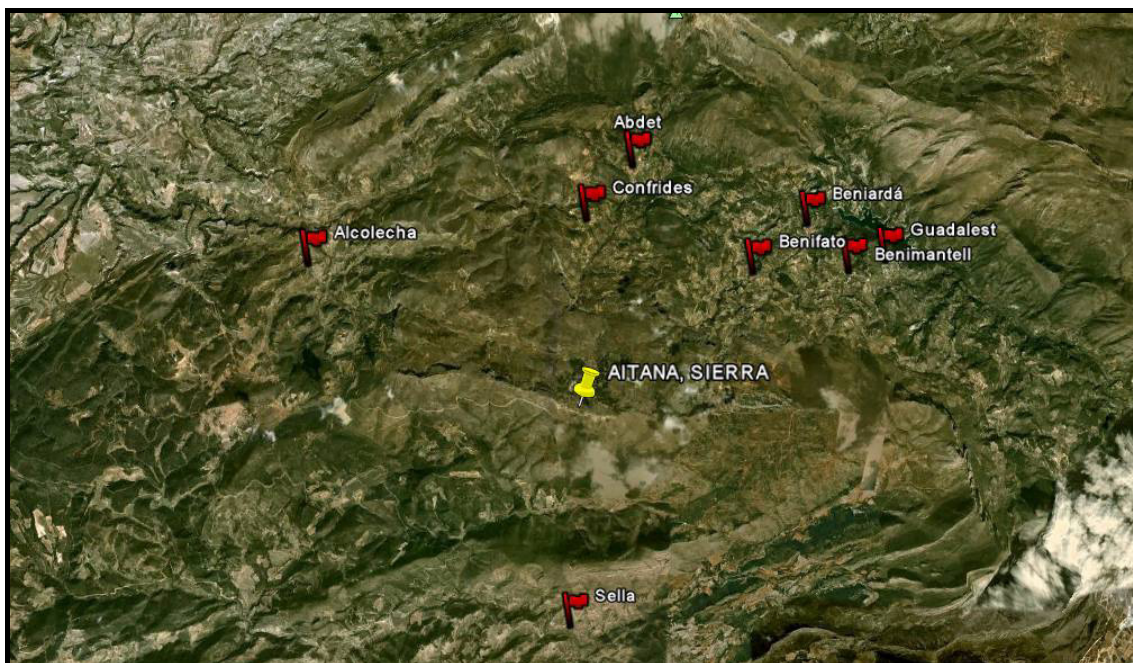 Abdet
Confrides
Beniardá
Alcolecha
Guadalest
Benifato
Benimantell
AITANA, SIERRA
Sella